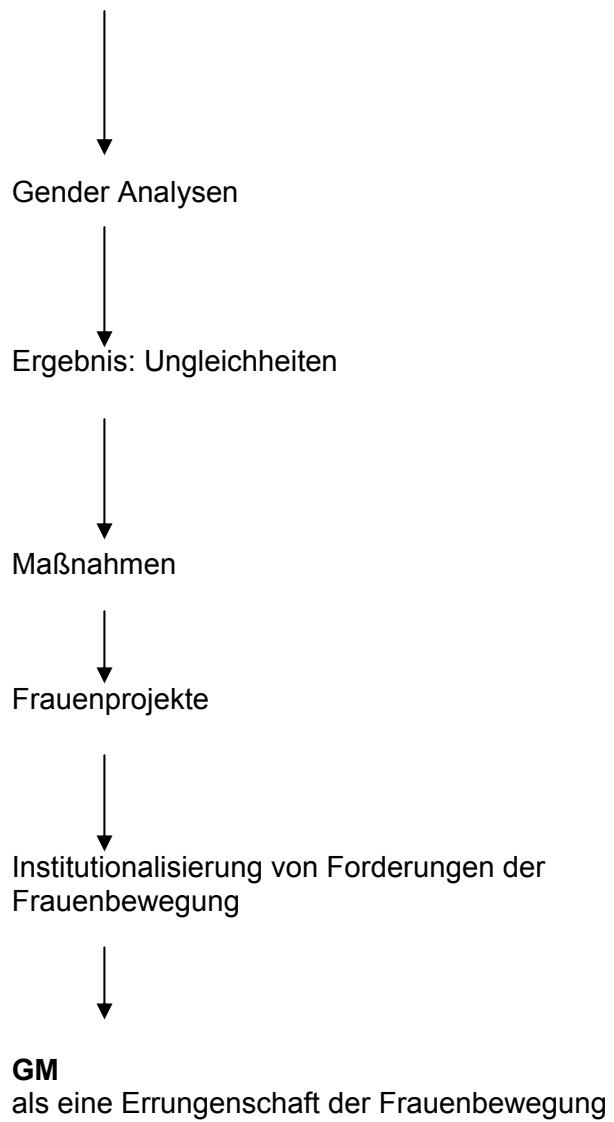 Gender Analysen
Ergebnis: Ungleichheiten
Maßnahmen
Frauenprojekte
Institutionalisierung von Forderungen der
Frauenbewegung
GM
als eine Errungenschaft der Frauenbewegung